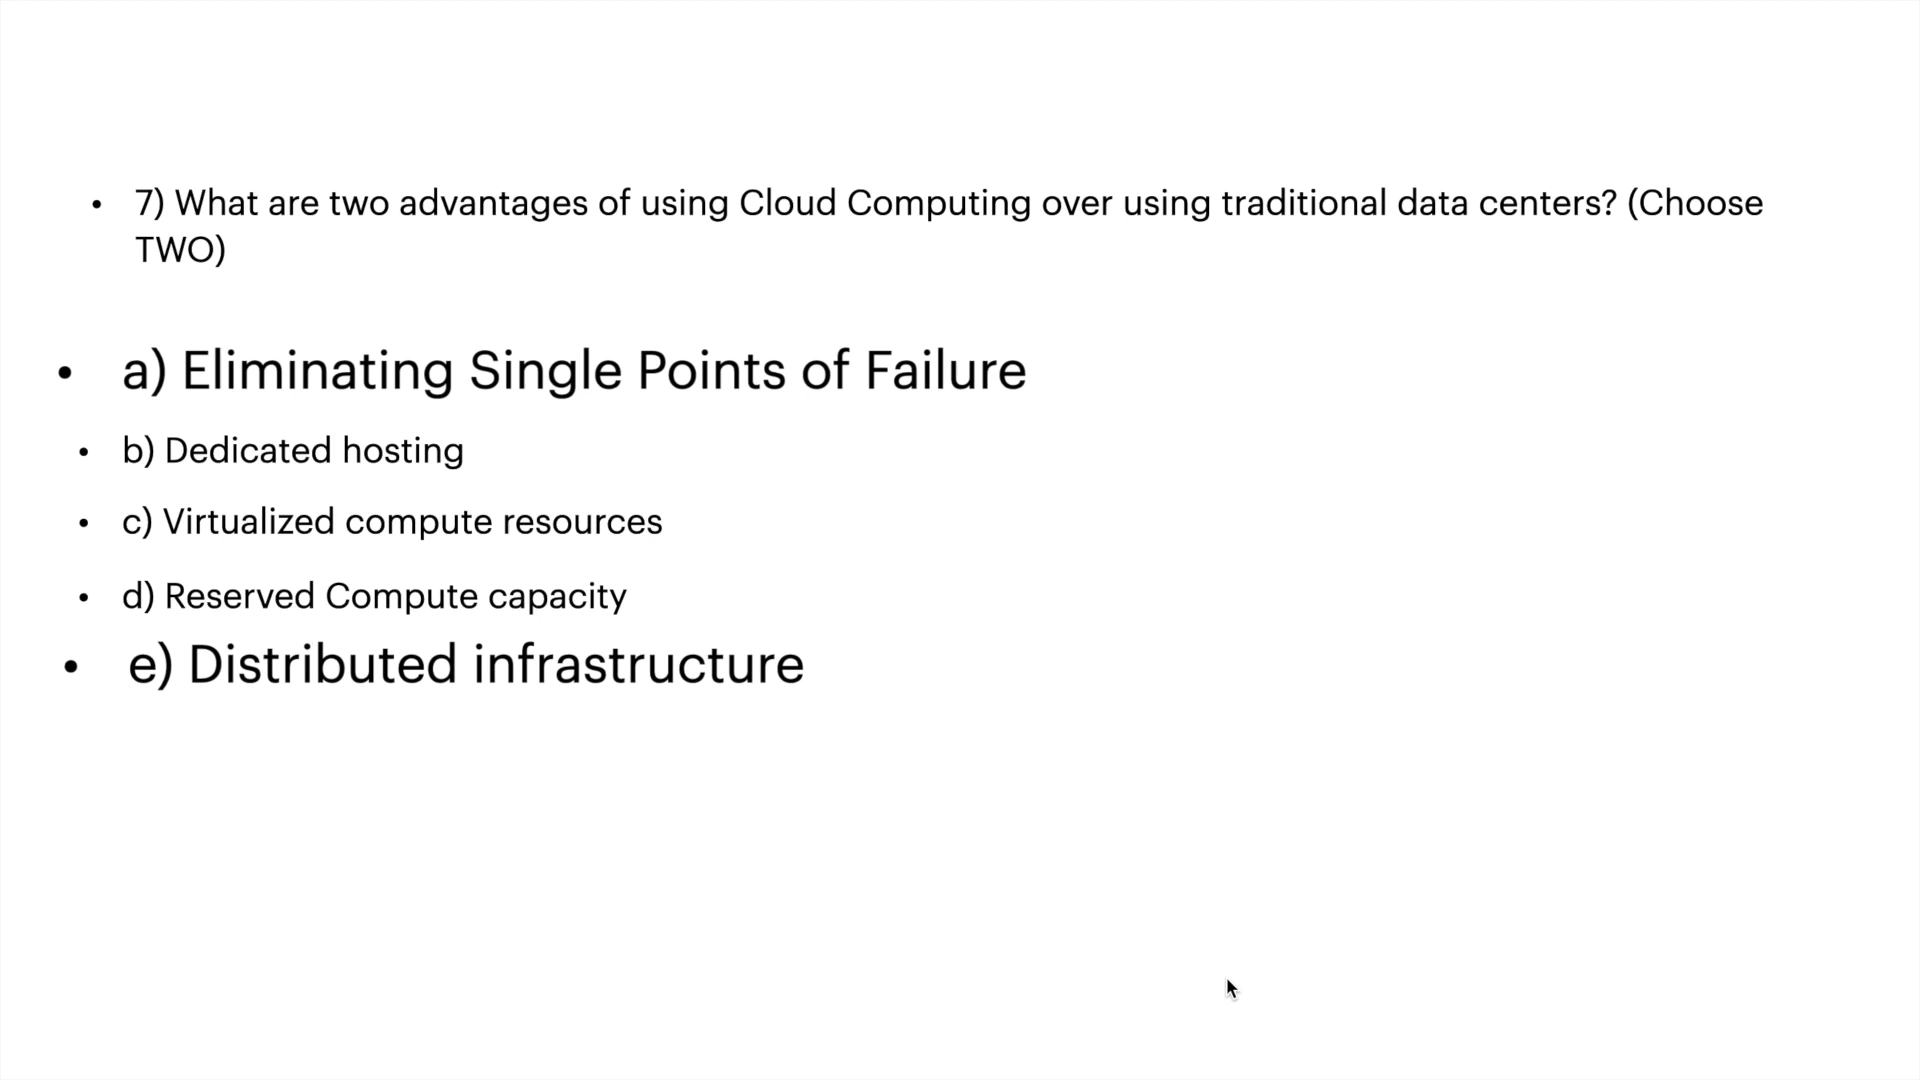 • 7) What are two advantages of using Cloud Computing over using traditional data centers? (Choose
TWO)
• a) Eliminating Single Points of Failure
• b) Dedicated hosting
• c) Virtualized compute resources
• d) Reserved Compute capacity
• e) Distributed infrastructure